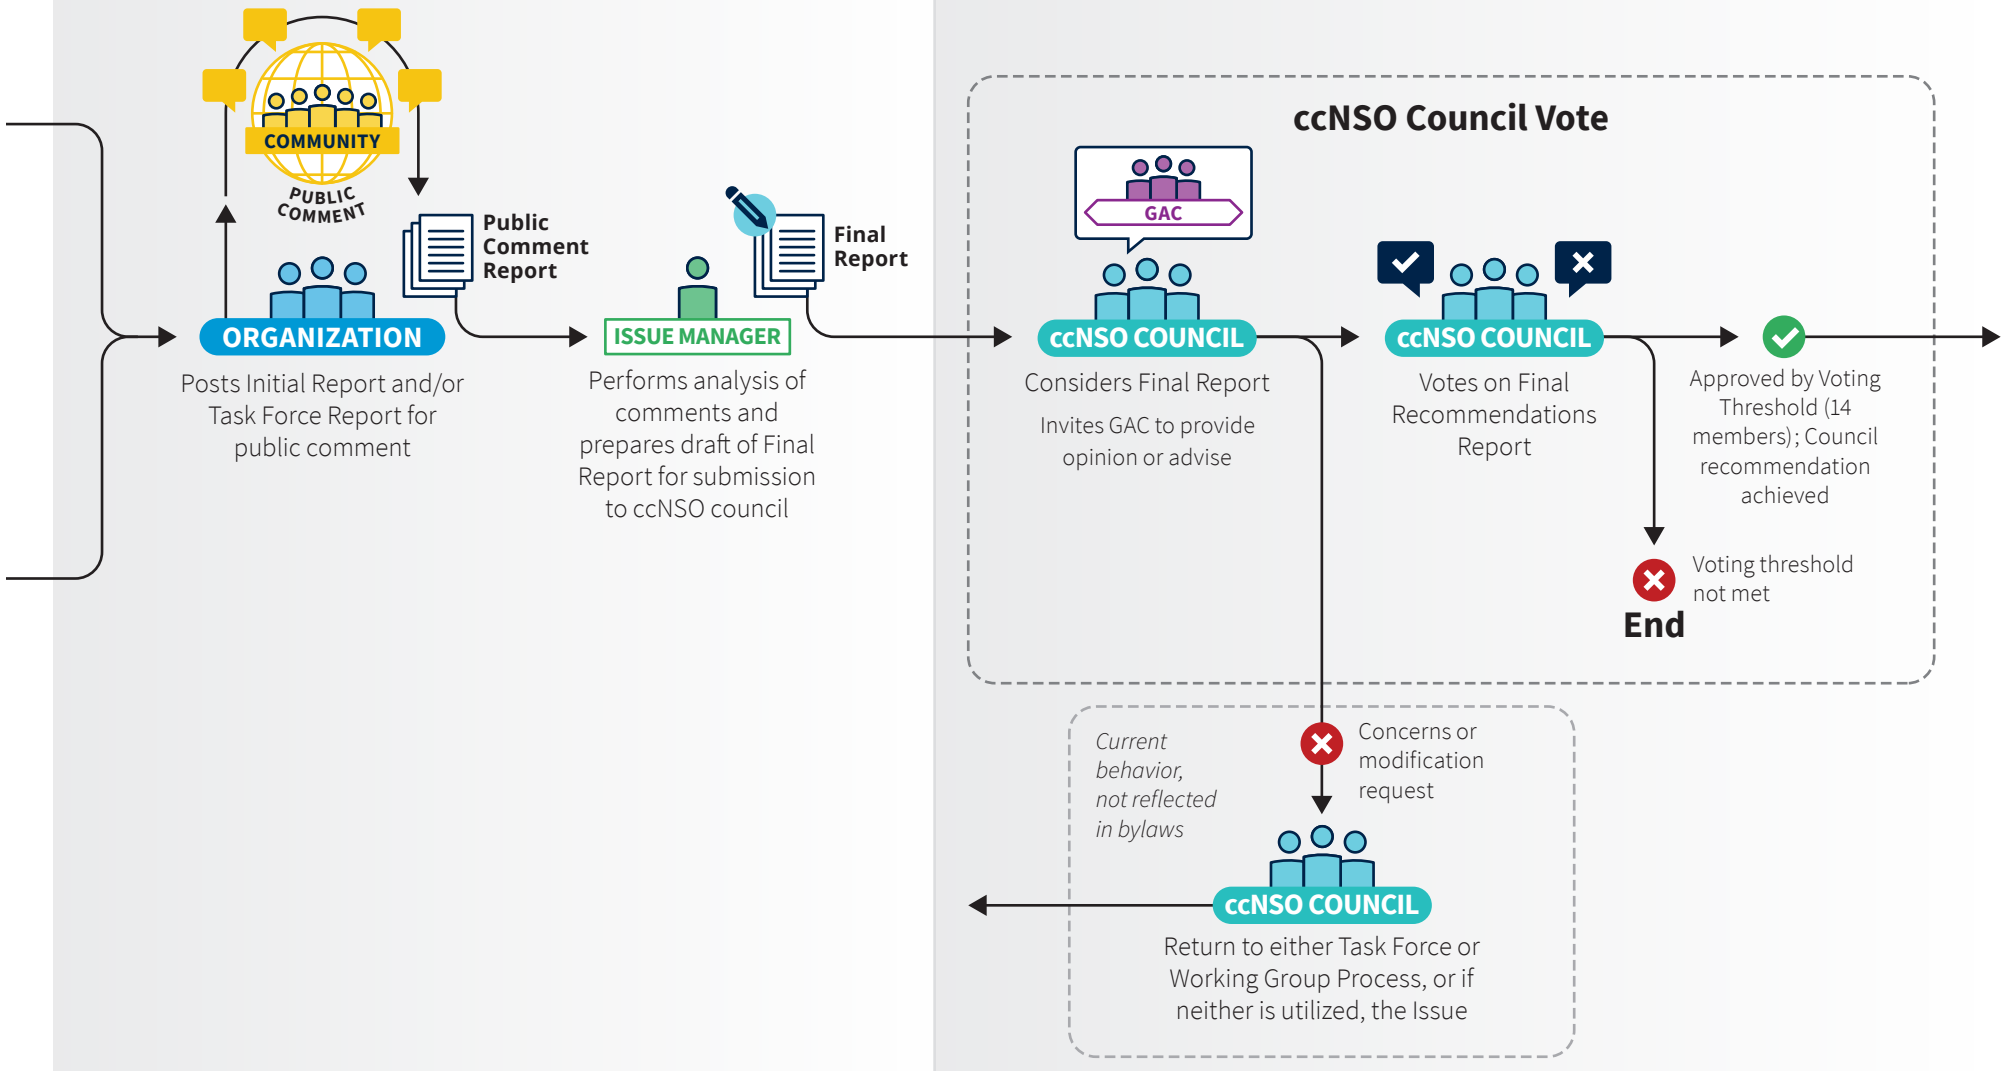 COMMUNITY
PUBLIC
COMMENT
Public
Comment
Report
ORGANIZATION
Posts Initial Report and/or
Task Force Report for
public comment
Final
Report
ISSUE MANAGER
Performs analysis of
comments and
prepares draft of Final
Report for submission
to ccNSO council
ccNSO Council Vote
GAC
ccNSO COUNCIL
Considers Final Report
Invites GAC to provide
opinion or advise
ccNSO COUNCIL
Votes on Final
Recommendations
Report
Approved by Voting
Threshold (14
members); Council
recommendation
achieved
Voting threshold
not met
End
Current
behavior,
not reflected
in bylaws
Concerns or
modification
request
ccNSO COUNCIL
Return to either Task Force or
Working Group Process, or if
neither is utilized, the Issue